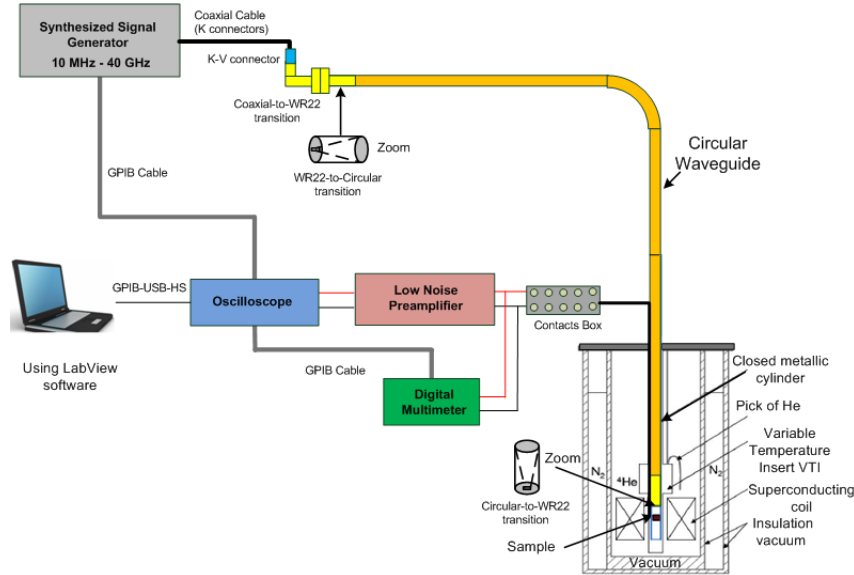 Synthesized Signal
Generator
10 MHz - 40 GHz
Coaxial Cable
(K connectors)
K-V connector
Coaxial-to-WR22
transition
Zoom
WR22-to-Circular
transition
Circular
Waveguide
GPIB Cable
GPIB-USB-HS
Oscilloscope
Low Noise
Preamplifier
Contacts Box
Using LabView
software
GPIB Cable
Digital
Multimeter
Closed metallic
cylinder
Pick of He
Variable
Temperature
Insert VTI
Zoom
N2
4He
N2
Circular-to-WR22
transition
Superconducting
coil
Insulation
vacuum
Sample
Vacuum